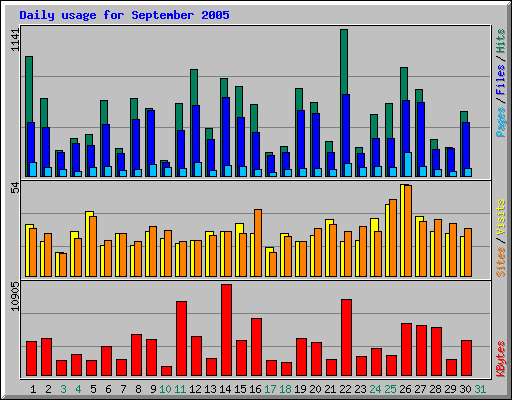 Daily usage for September 2005
1141
Pages / Files / Hits
54
Sites / Visits
10905
KBytes
1 2 3 4 5 6 7 8 9 10 11 12 13 14 15 16 17 18 19 20 21 22 23 24 25 26 27 28 29 30 31